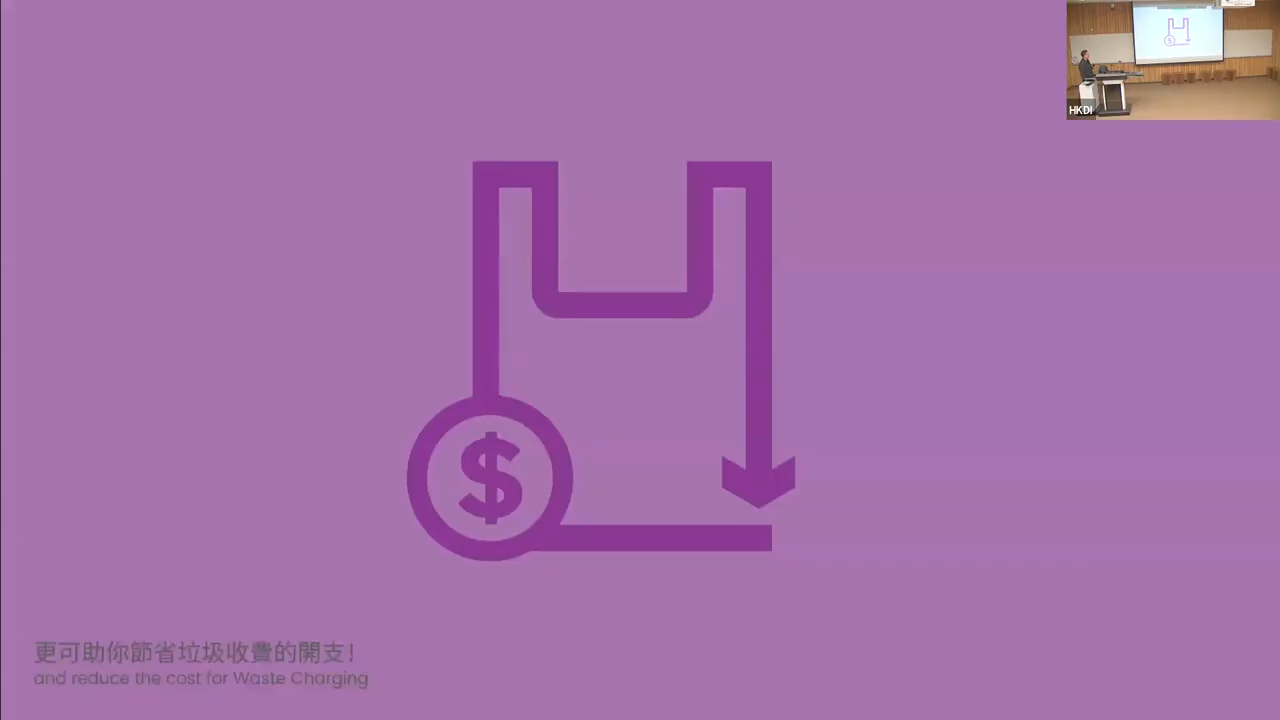 HKDI
$
更可助你節省垃圾收費的開支！
and reduce the cost for Waste Charging